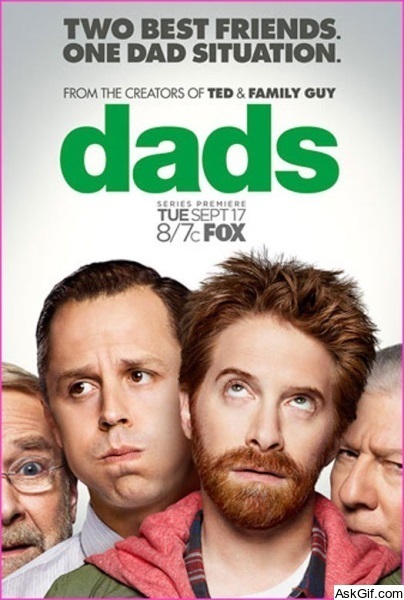 TWO BEST FRIENDS.
ONE DAD SITUATION.
FROM THE CREATORS OF TED & FAMILY GUY
dads
SERIES PREMIERE
TUE SEPT 17
8/7c FOX
AskGif.com